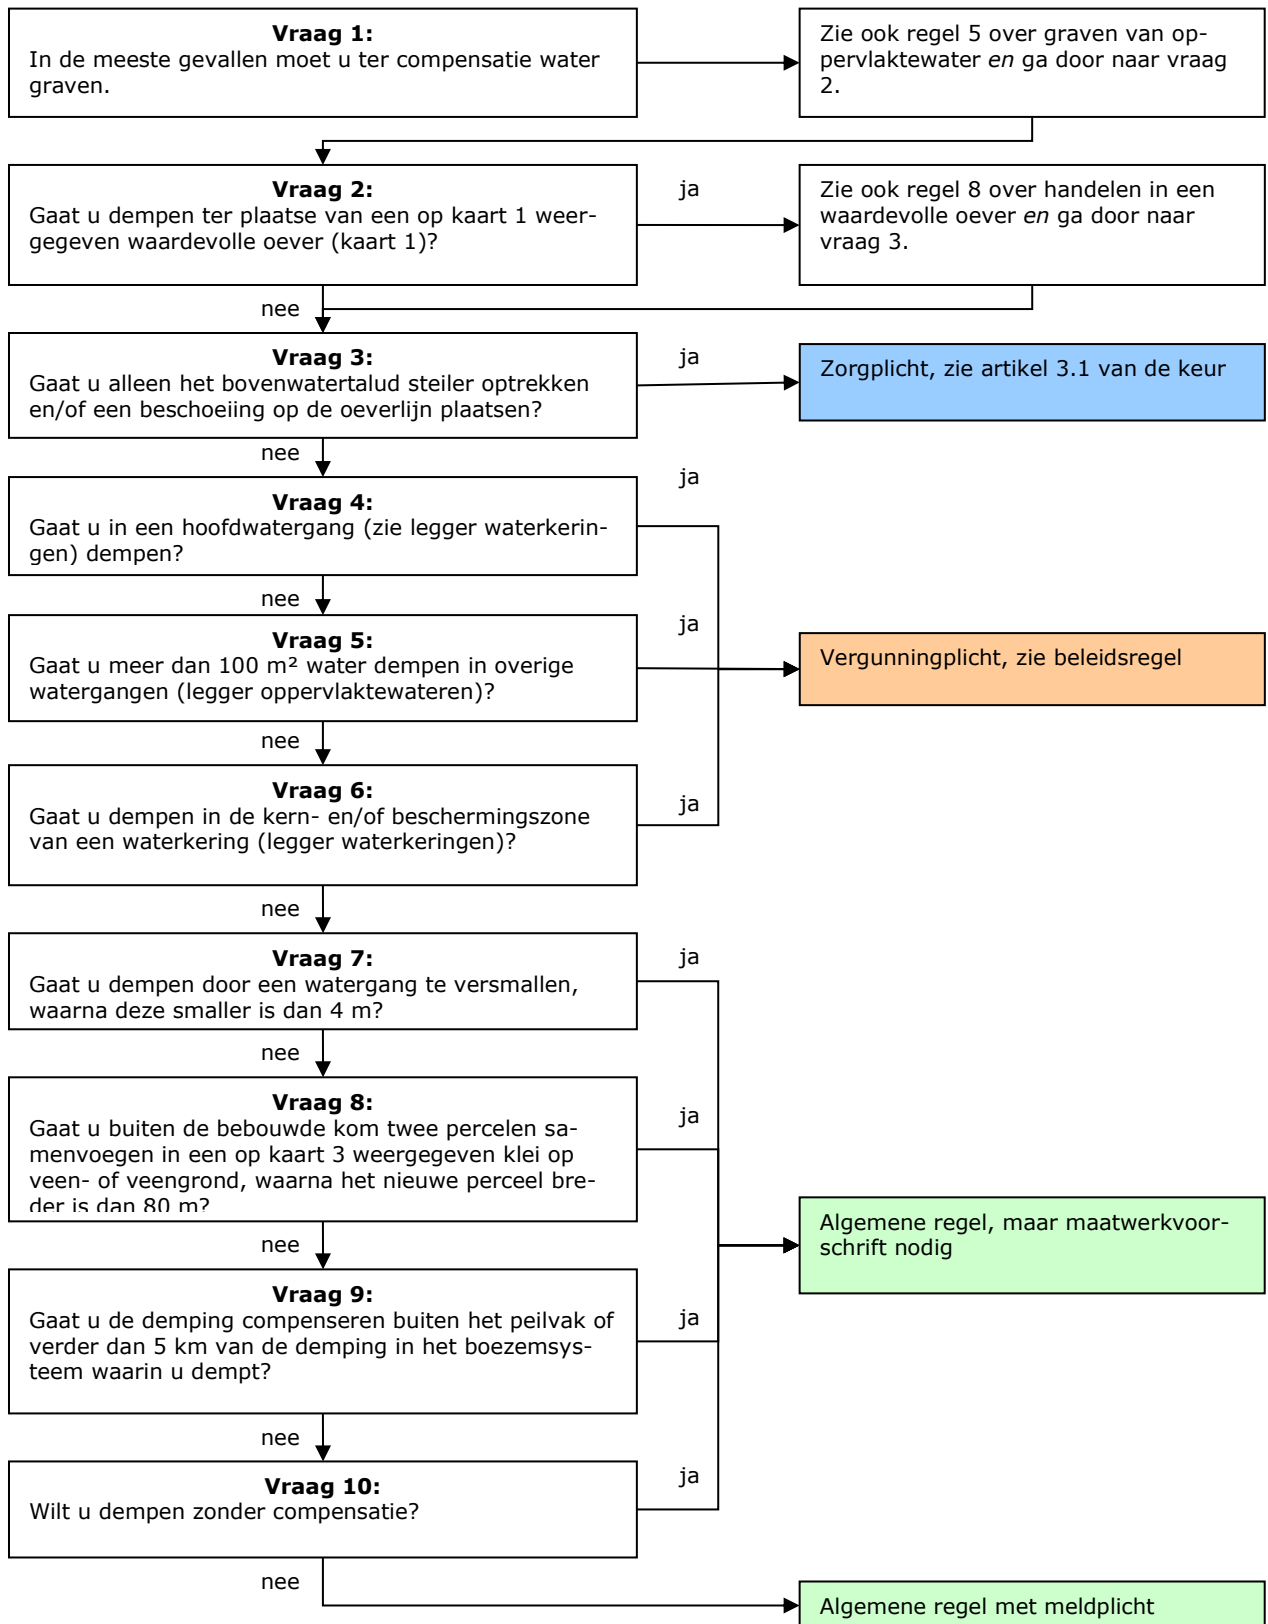 Vraag 1:
In de meeste gevallen moet u ter compensatie water
graven.
Zie ook regel 5 over graven van op-
pervlaktewater en ga door naar vraag
2.
Vraag 2:
Gaat u dempen ter plaatse van een op kaart 1 weer-
gegeven waardevolle oever (kaart 1)?
ja
Zie ook regel 8 over handelen in een
waardevolle oever en ga door naar
vraag 3.
nee
Vraag 3:
Gaat u alleen het bovenwatertalud steiler optrekken
en/of een beschoeiing op de oeverlijn plaatsen?
ja
Zorgplicht, zie artikel 3.1 van de keur
nee
Vraag 4:
Gaat u in een hoofdwatergang (zie legger waterkerin-
gen) dempen?
ja
nee
Vraag 5:
Gaat u meer dan 100 m² water dempen in overige
watergangen (legger oppervlaktewateren)?
ja
Vergunningplicht, zie beleidsregel
nee
Vraag 6:
Gaat u dempen in de kern- en/of beschermingszone
van een waterkering (legger waterkeringen)?
ja
nee
Vraag 7:
Gaat u dempen door een watergang te versmallen,
waarna deze smaller is dan 4 m?
ja
nee
Vraag 8:
Gaat u buiten de bebouwde kom twee percelen sa-
menvoegen in een op kaart 3 weergegeven klei op
veen- of veengrond, waarna het nieuwe perceel bre-
der is dan 80 m?
ja
Algemene regel, maar maatwerkvoor-
schrift nodig
nee
Vraag 9:
Gaat u de demping compenseren buiten het peilvak of
verder dan 5 km van de demping in het boezemsys-
teem waarin u dempt?
ja
nee
Vraag 10:
Wilt u dempen zonder compensatie?
ja
nee
Algemene regel met meldplicht